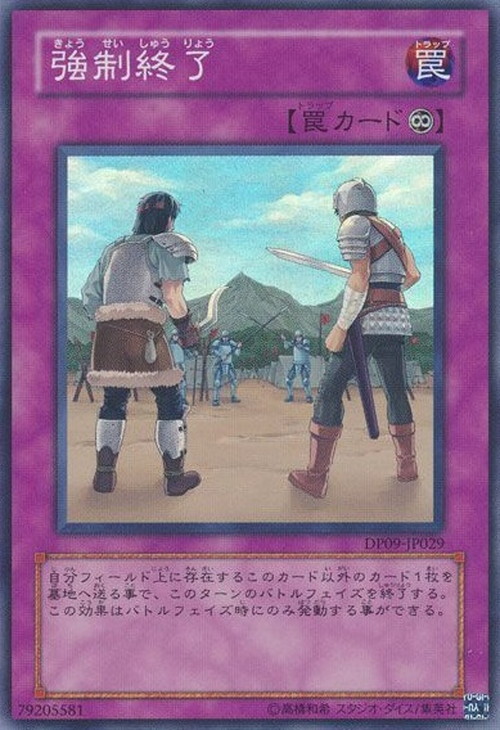 強制終了
罠
【罠カード∞】
DP09-JP029
自分フィールド上に存在するこのカード以外のカード1枚を
墓地へ送る事で、このターンのバトルフェイズを終了する。
この効果はバトルフェイズ時にのみ発動する事ができる。
79205581
©高橋和希 スタジオ・ダイス/集英社